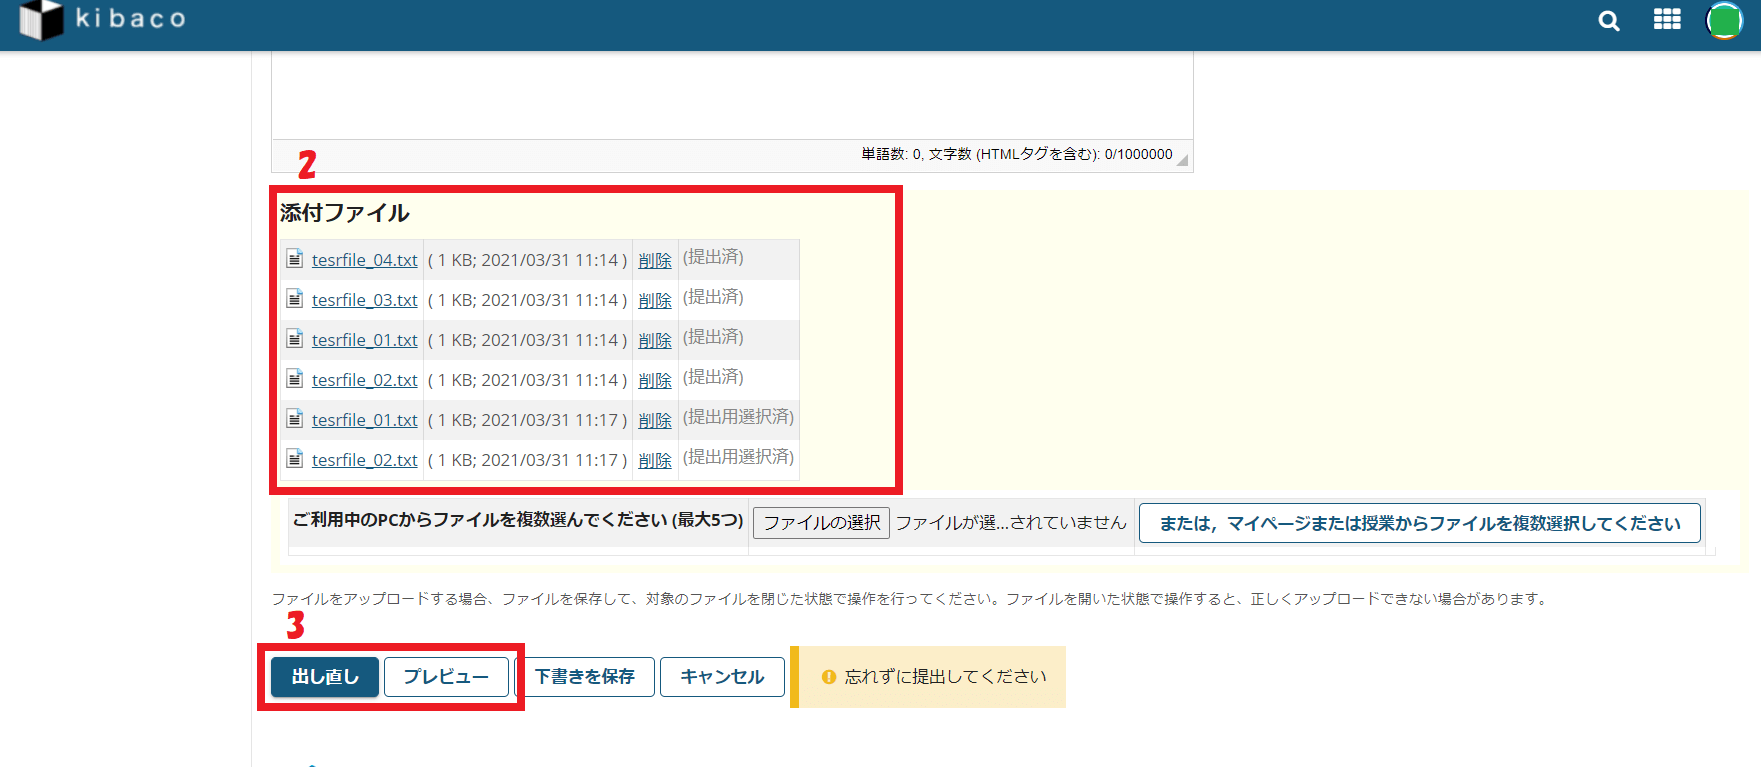 kibaco
単語数: 0, 文字数 (HTMLタグを含む): 0/1000000
2
添付ファイル
tesrfile_04.txt ( 1 KB; 2021/03/31 11:14 ) 削除 (提出済)
tesrfile_03.txt ( 1 KB; 2021/03/31 11:14 ) 削除 (提出済)
tesrfile_01.txt ( 1 KB; 2021/03/31 11:14 ) 削除 (提出済)
tesrfile_02.txt ( 1 KB; 2021/03/31 11:14 ) 削除 (提出済)
tesrfile_01.txt ( 1 KB; 2021/03/31 11:17 ) 削除 (提出用選択済)
tesrfile_02.txt ( 1 KB; 2021/03/31 11:17 ) 削除 (提出用選択済)
ご利用中のPCからファイルを複数選んでください (最大5つ) ファイルの選択 ファイルが選...されていません または，マイページまたは授業からファイルを複数選択してください
ファイルをアップロードする場合、ファイルを保存して、対象のファイルを閉じた状態で操作を行ってください。ファイルを開いた状態で操作すると、正しくアップロードできない場合があります。
3
出し直し プレビュー 下書きを保存 キャンセル 忘れずに提出してください